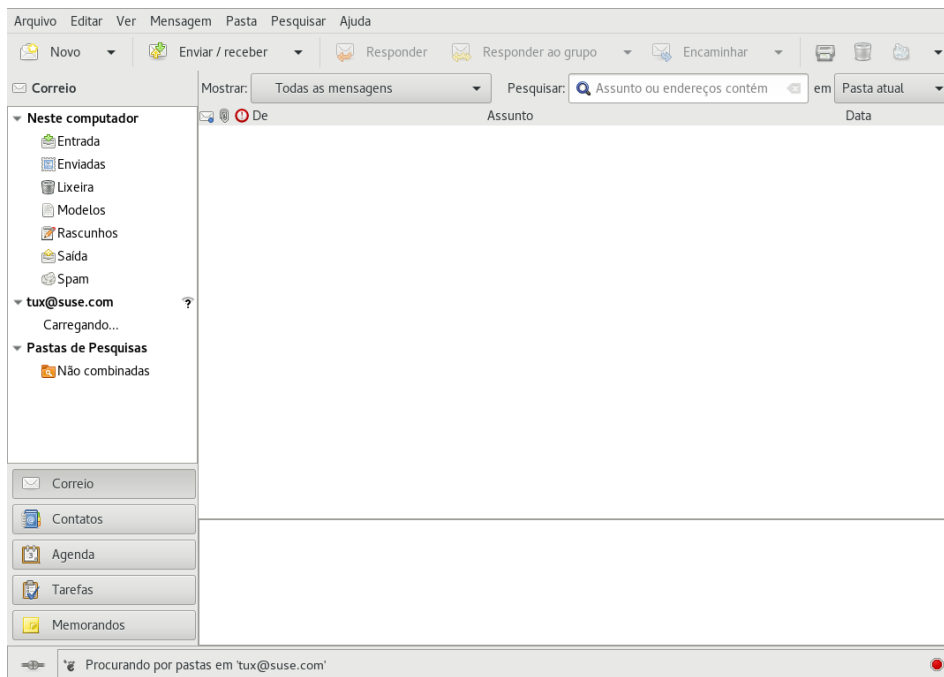 Arquivo Editar Ver Mensagem Pasta Pesquisar Ajuda
Novo Enviar / receber Responder Responder ao grupo Encaminhar
Correio Mostrar: Todas as mensagens Pesquisar: Assunto ou endereços contém em Pasta atual
De Assunto Data
Neste computador
Entrada
Enviadas
Lixeira
Modelos
Rascunhos
Saída
Spam
tux@suse.com
Carregando...
Pastas de Pesquisas
Não combinadas
Correio
Contatos
Agenda
Tarefas
Memorandos
Procurando por pastas em 'tux@suse.com'